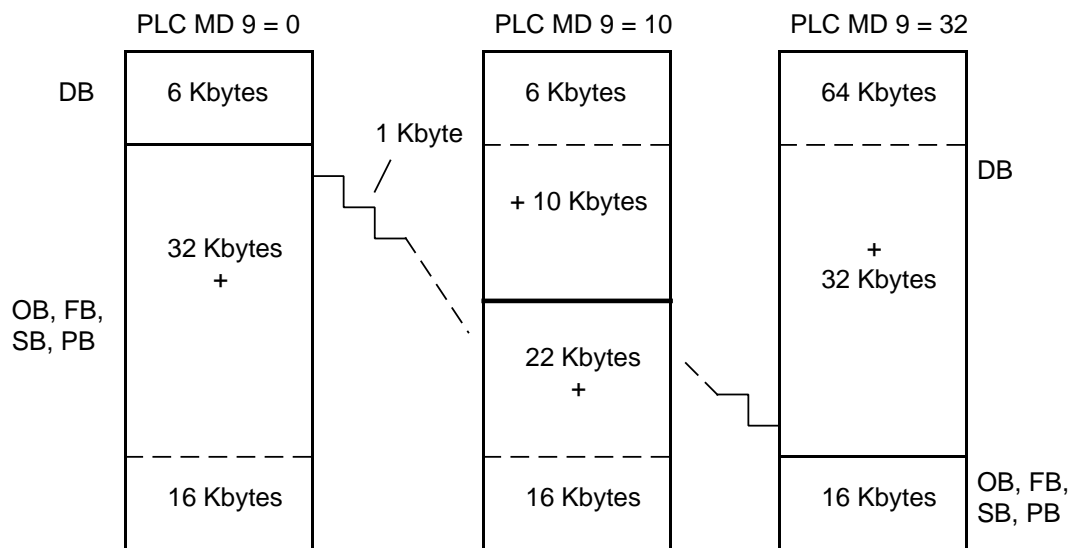 PLC MD 9 = 0
PLC MD 9 = 10
PLC MD 9 = 32
DB
6 Kbytes
6 Kbytes
64 Kbytes
1 Kbyte
DB
+ 10 Kbytes
32 Kbytes
+
+
32 Kbytes
OB, FB,
SB, PB
22 Kbytes
+
16 Kbytes
16 Kbytes
16 Kbytes
OB, FB,
SB, PB